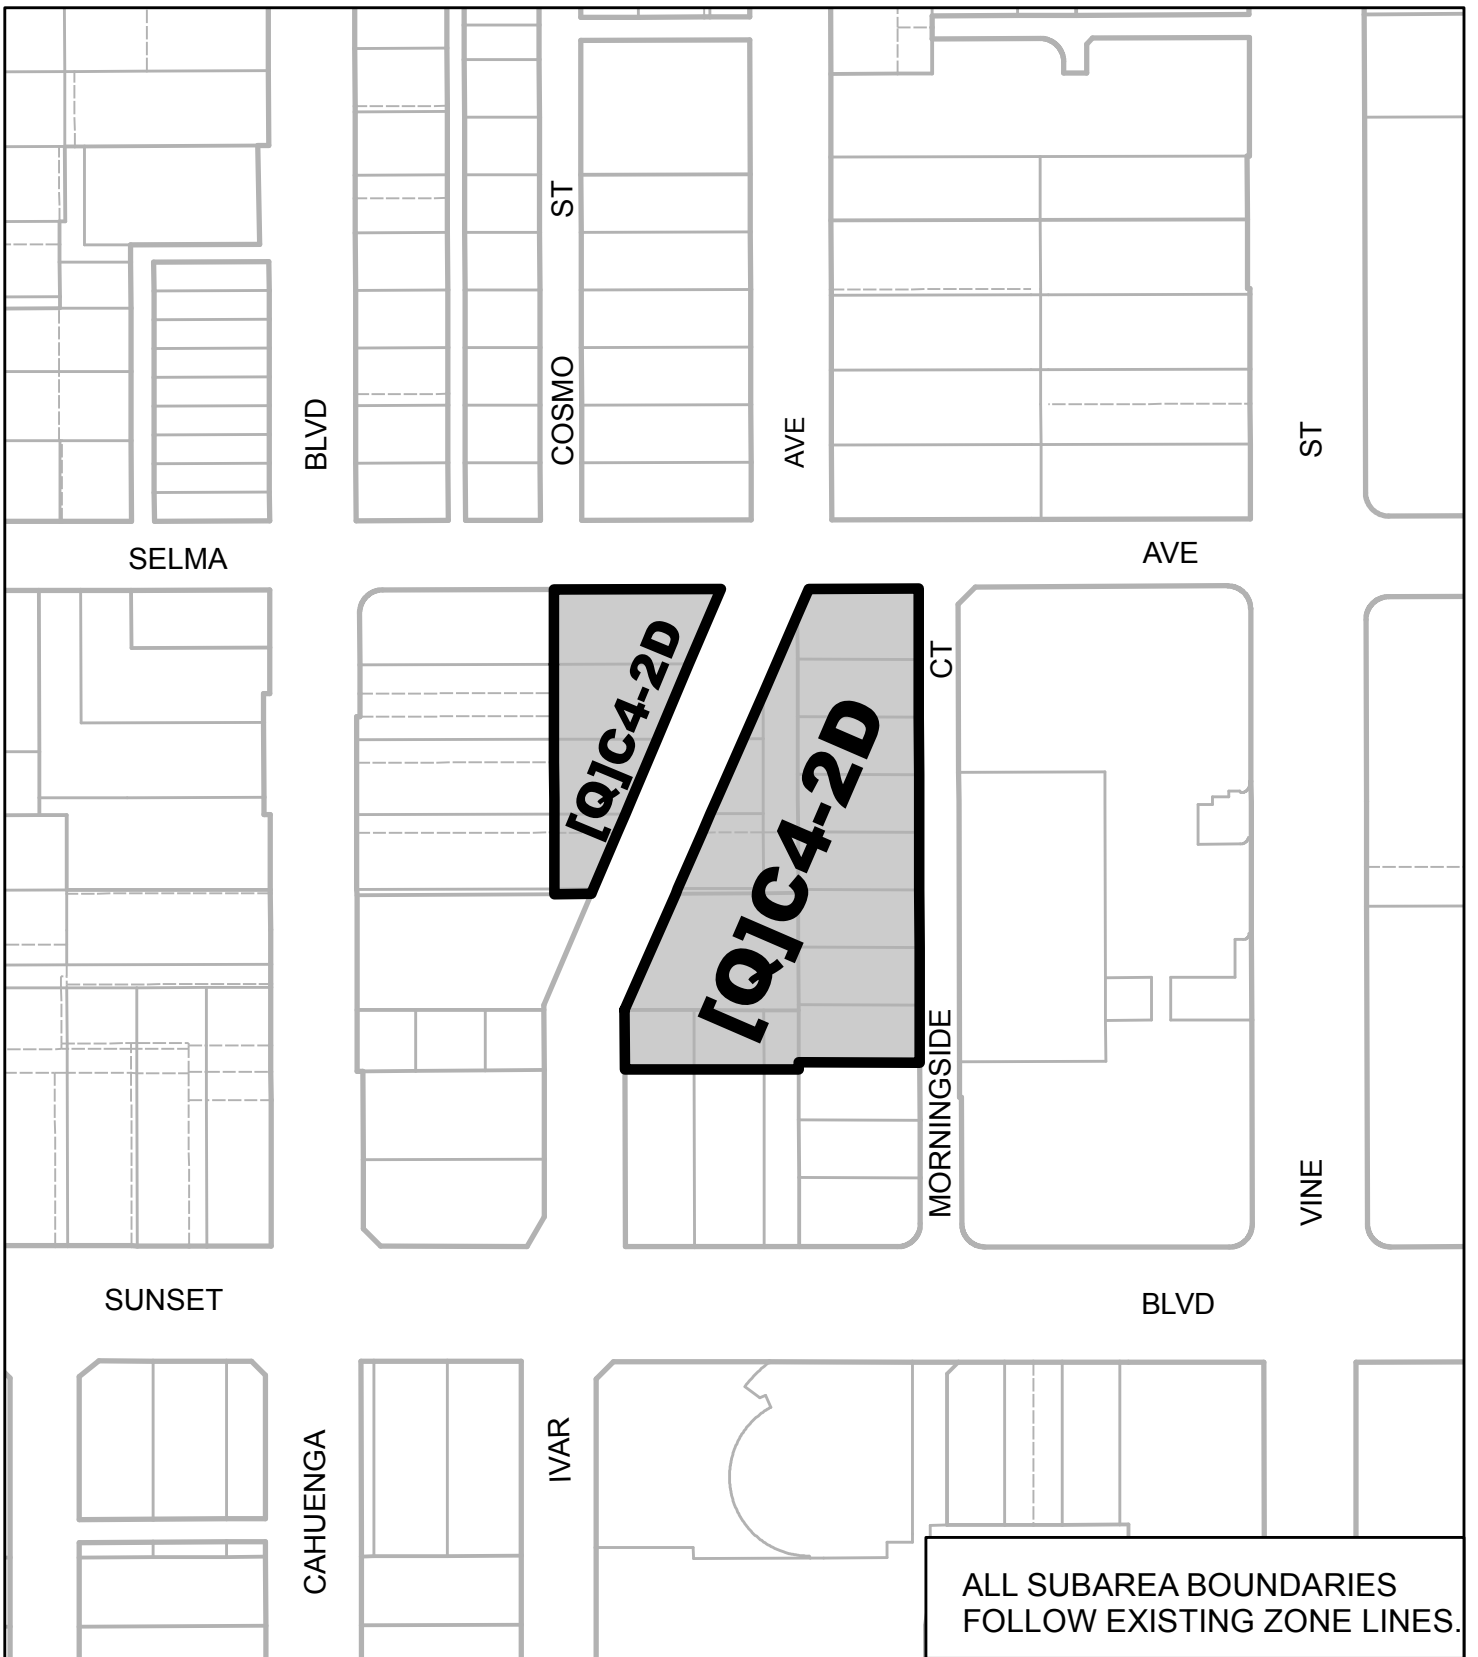 ST
COSMO
BLVD
AVE
ST
SELMA
AVE
[Q]C4-2D
[Q]C4-2D
CT
MORNINGSIDE
VINE
SUNSET
BLVD
CAHUENGA
IVAR
ALL SUBAREA BOUNDARIES
FOLLOW EXISTING ZONE LINES.